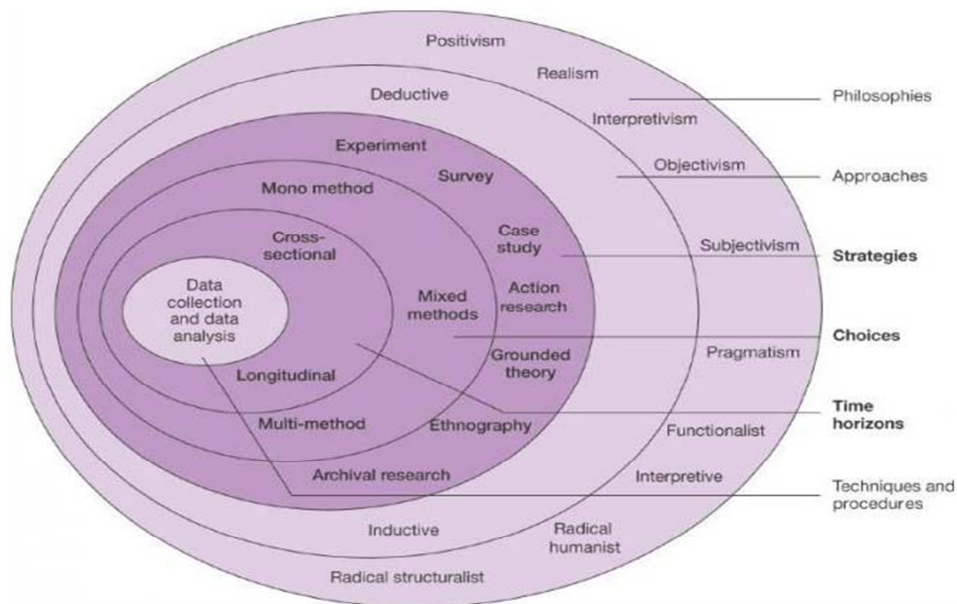 Positivism
Realism
Philosophies
Deductive
Interpretivism
Experiment
Objectivism
Approaches
Survey
Mono method
Case
study
Subjectivism
Strategies
Cross-
sectional
Data
collection
and data
analysis
Mixed
methods
Action
research
Choices
Grounded
theory
Pragmatism
Longitudinal
Time
horizons
Multi-method
Ethnography
Functionalist
Archival research
Interpretive
Techniques and
procedures
Inductive
Radical
humanist
Radical structuralist